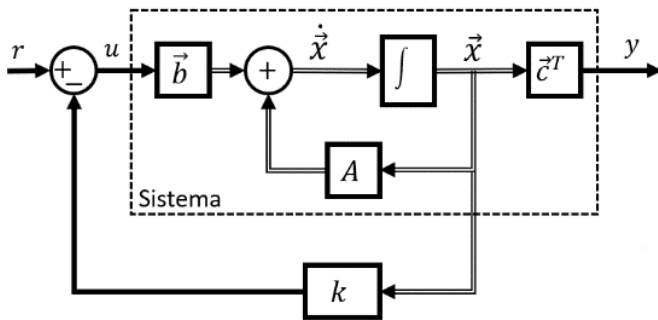 r
+
−
u
b⃗
+
ẋ⃗
∫
x⃗
c⃗ᵀ
y
A
Sistema
k